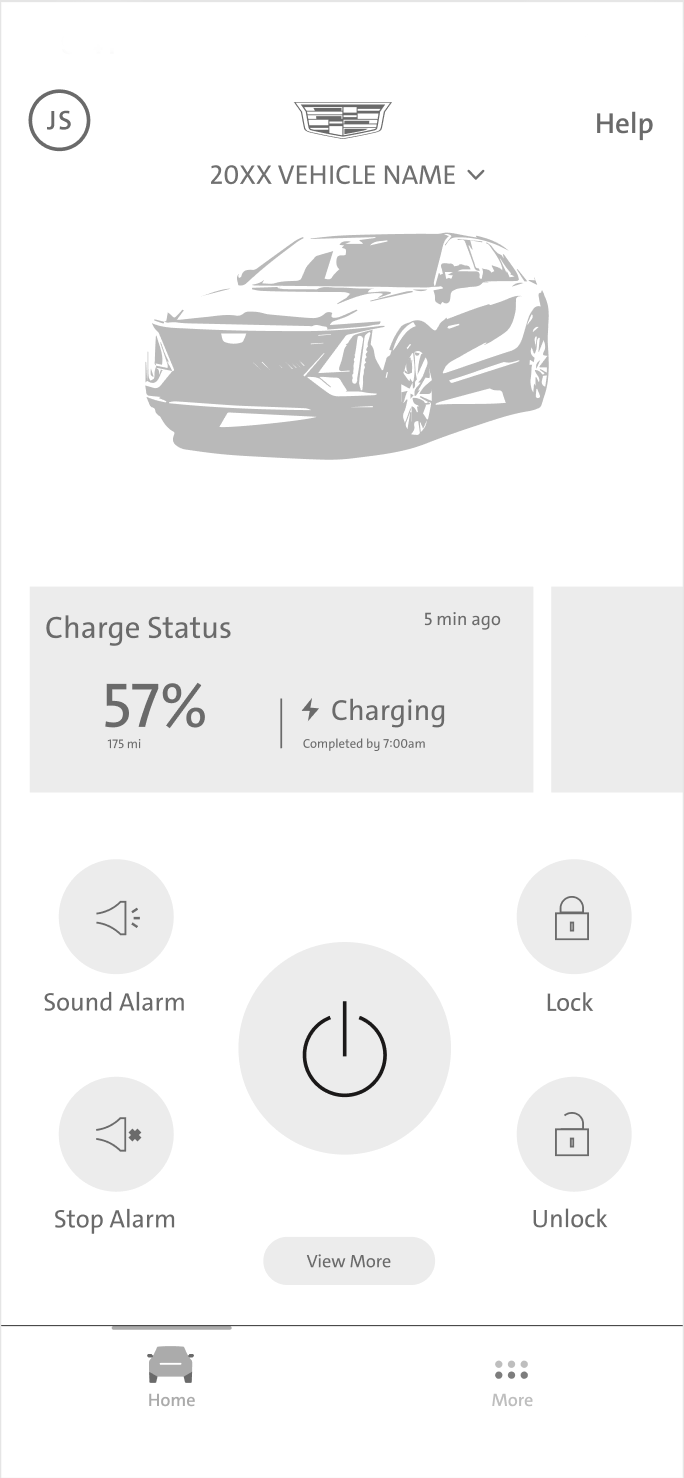 JS
Help
20XX VEHICLE NAME
Charge Status
5 min ago
57%
175 mi
Charging
Completed by 7:00am
Sound Alarm
Lock
Stop Alarm
Unlock
View More
Home
More